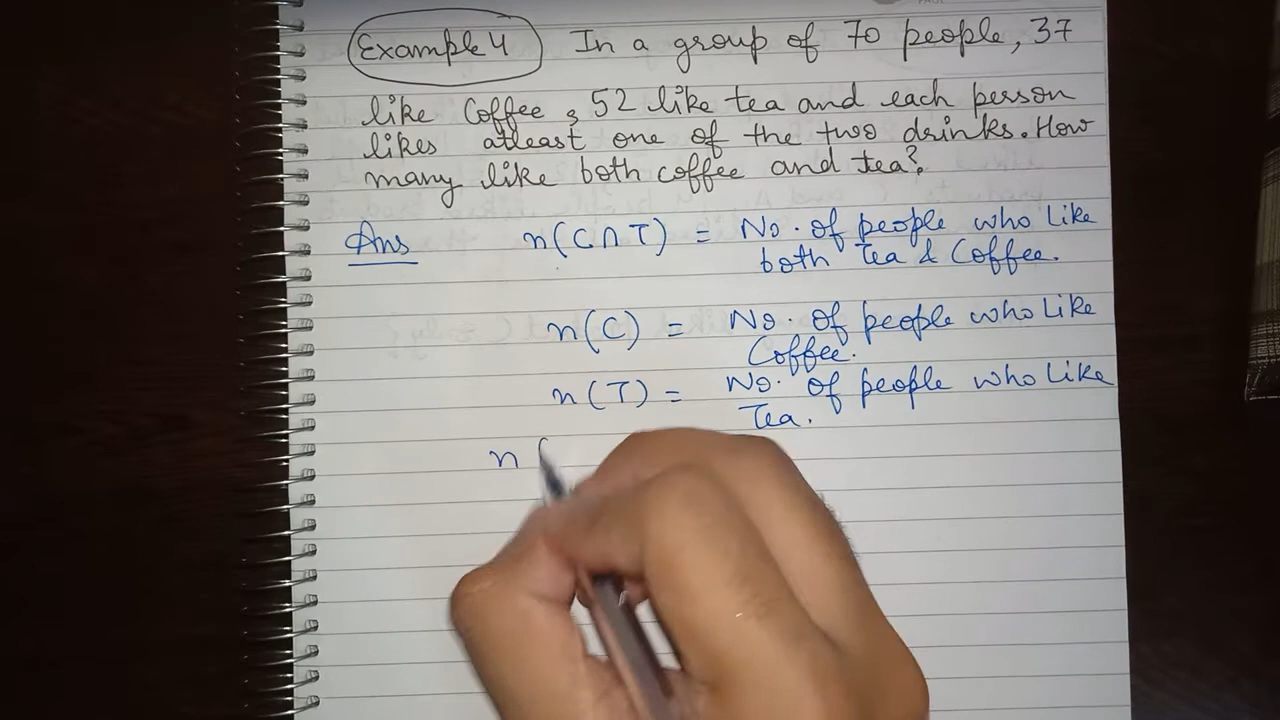 Example 4 In a group of 70 people, 37
like Coffee, 52 like tea and each person
likes atleast one of the two drinks. How
many like both coffee and tea?
Ans n(C∩T) = No. of people who like
both Tea & Coffee.
n(C) = No. of people who like
Coffee.
n(T) = No. of people who like
Tea.
n (